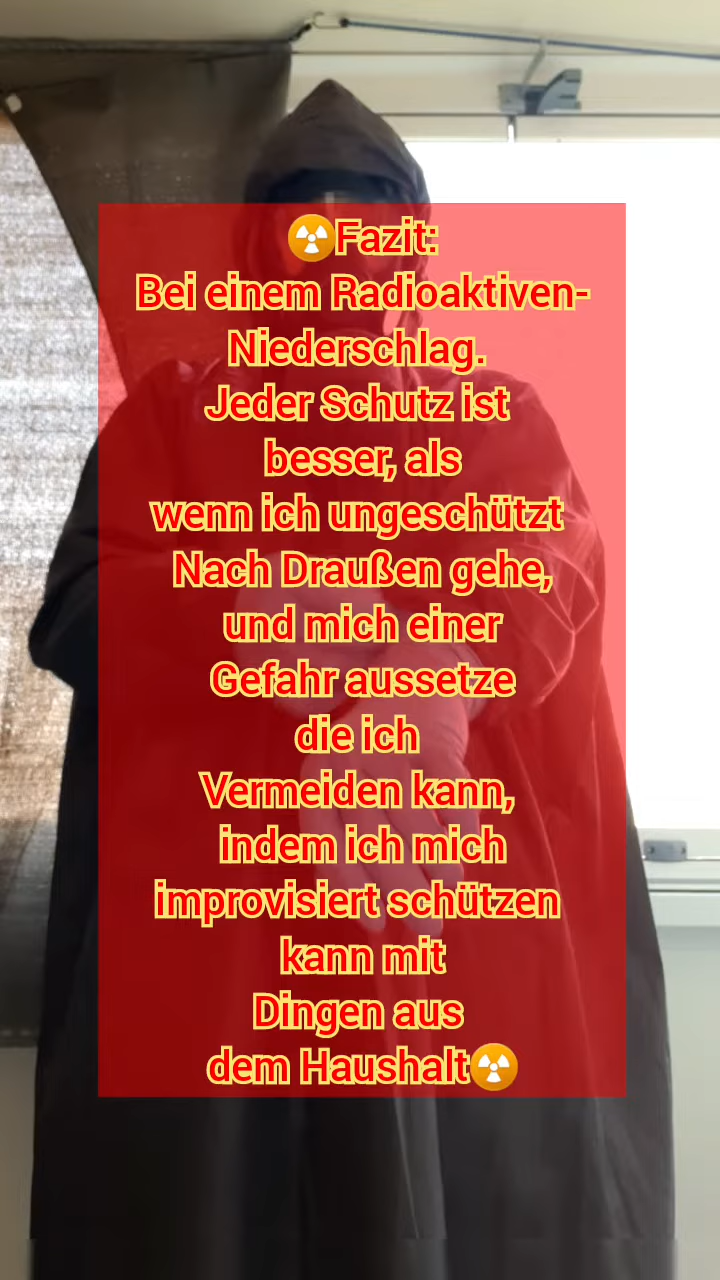 ☢Fazit:
Bei einem Radioaktiven-
Niederschlag.
Jeder Schutz ist
besser, als
wenn ich ungeschützt
Nach Draußen gehe,
und mich einer
Gefahr aussetze
die ich
Vermeiden kann,
indem ich mich
improvisiert schützen
kann mit
Dingen aus
dem Haushalt☢